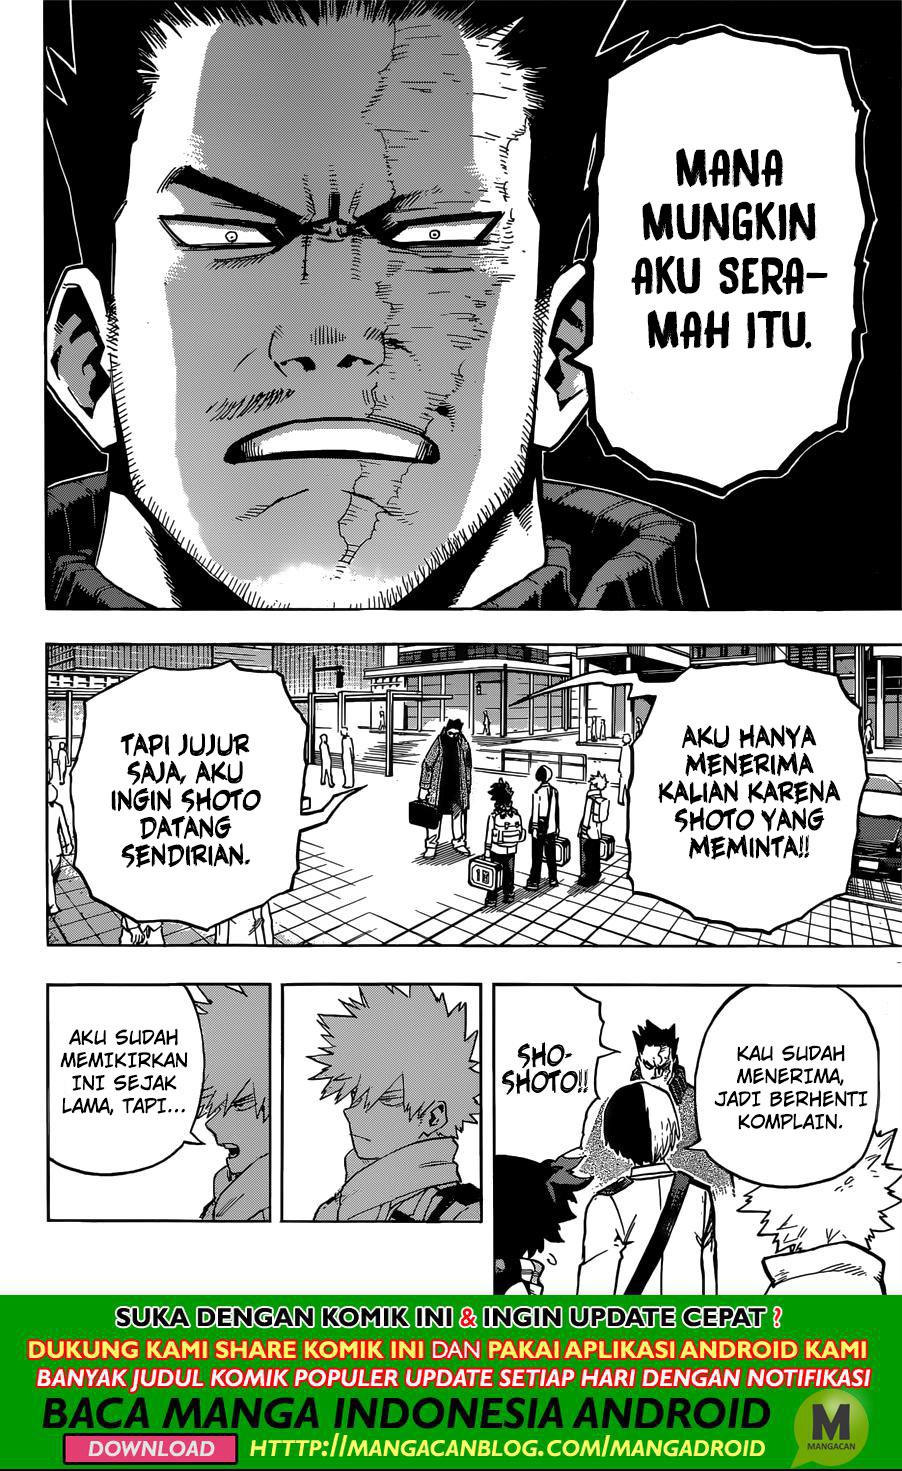 MANA
MUNGKIN
AKU SERA-
MAH ITU.
AKU HANYA
MENERIMA
KALIAN KARENA
SHOTO YANG
MEMINTA!!
TAPI JUJUR
SAJA, AKU
INGIN SHOTO
DATANG
SENDIRIAN.
KAU SUDAH
MENERIMA,
JADI BERHENTI
KOMPLAIN.
SHO-
SHOTO!!
AKU SUDAH
MEMIKIRKAN
INI SEJAK
LAMA, TAPI...
SUKA DENGAN KOMIK INI & INGIN UPDATE CEPAT ?
DUKUNG KAMI SHARE KOMIK INI DAN PAKAI APLIKASI ANDROID KAMI
BANYAK JUDUL KOMIK POPULER UPDATE SETIAP HARI DENGAN NOTIFIKASI
BACA MANGA INDONESIA ANDROID
DOWNLOAD HTTTP://MANGACANBLOG.COM/MANGADROID
M
MANGACAN